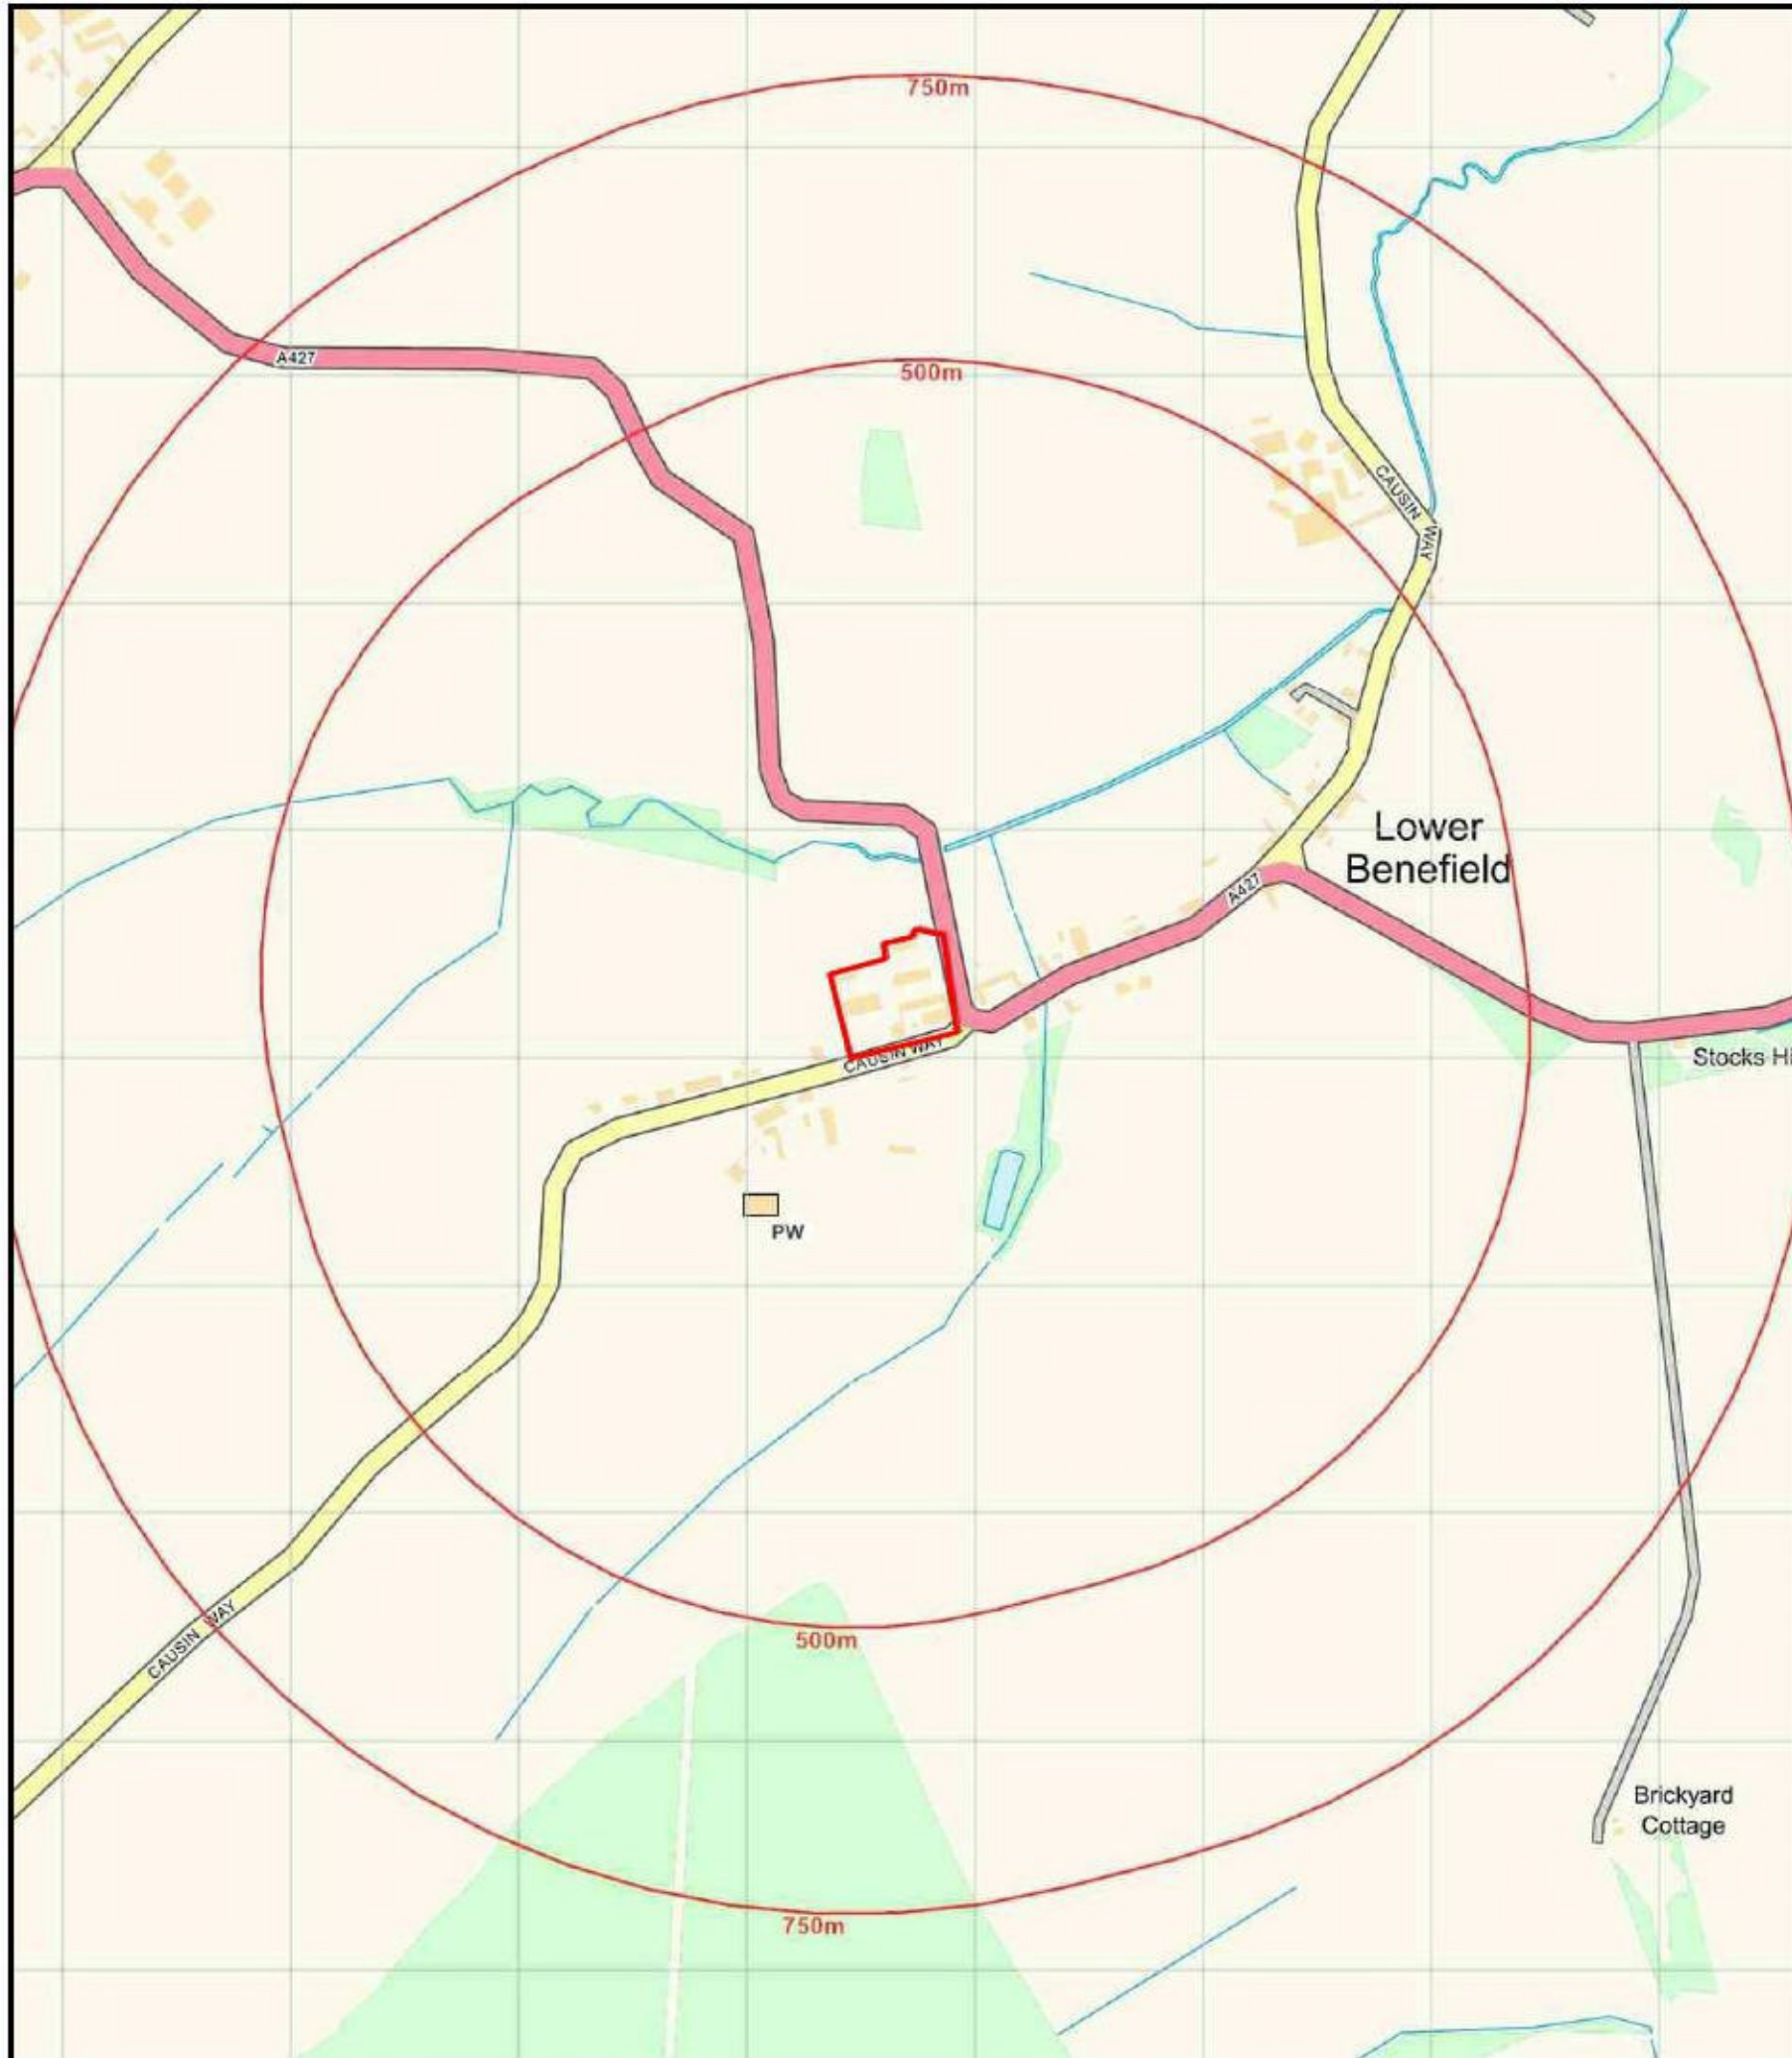 750m
A427
500m
CAUSIN WAY
Lower
Benefield
A427
CAUSIN WAY
Stocks Hi
PW
CAUSIN WAY
500m
Brickyard
Cottage
750m